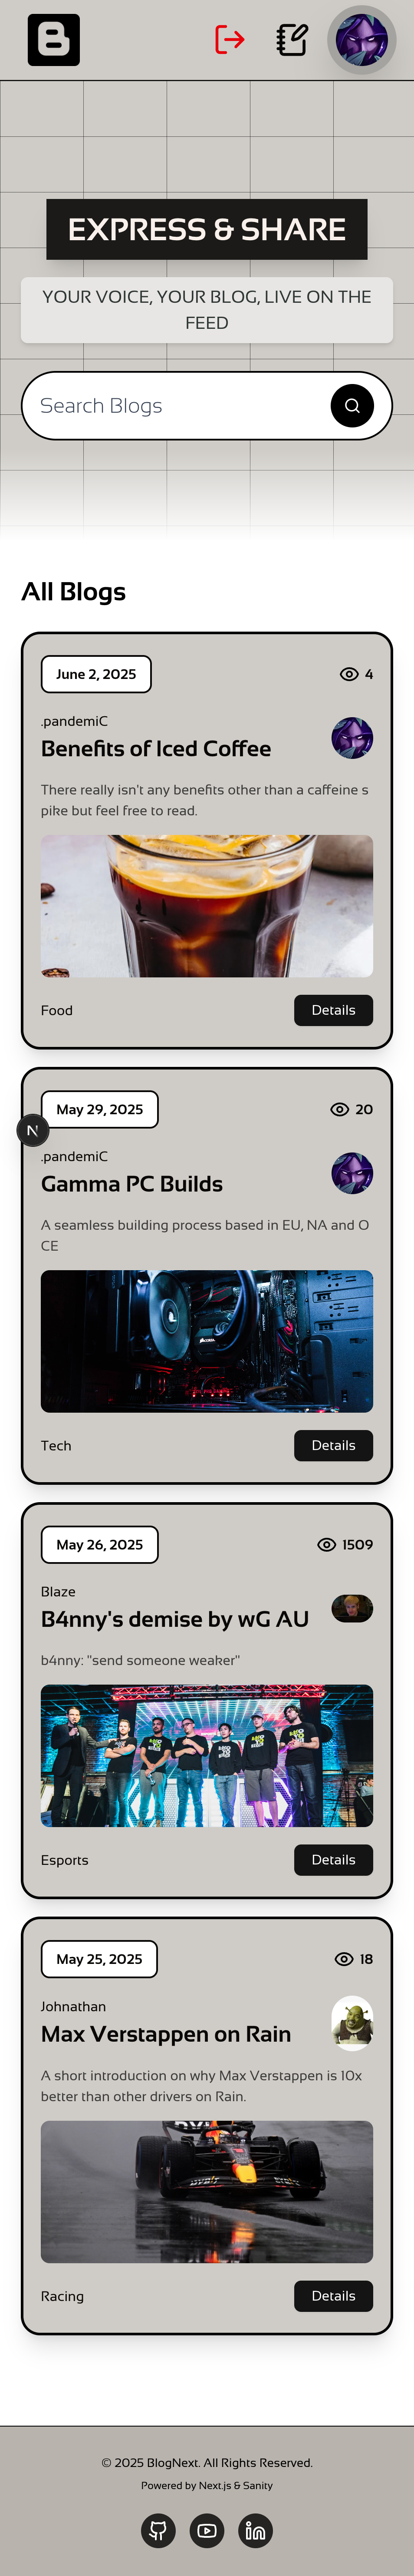 B
EXPRESS & SHARE
YOUR VOICE, YOUR BLOG, LIVE ON THE
FEED
Search Blogs
All Blogs
June 2, 2025
4
.pandemiC
Benefits of Iced Coffee
There really isn't any benefits other than a caffeine s
pike but feel free to read.
Food
Details
May 29, 2025
20
N
.pandemiC
Gamma PC Builds
A seamless building process based in EU, NA and O
CE
Tech
Details
May 26, 2025
1509
Blaze
B4nny's demise by wG AU
b4nny: "send someone weaker"
Esports
Details
May 25, 2025
18
Johnathan
Max Verstappen on Rain
A short introduction on why Max Verstappen is 10x
better than other drivers on Rain.
Racing
Details
© 2025 BlogNext. All Rights Reserved.
Powered by Next.js & Sanity